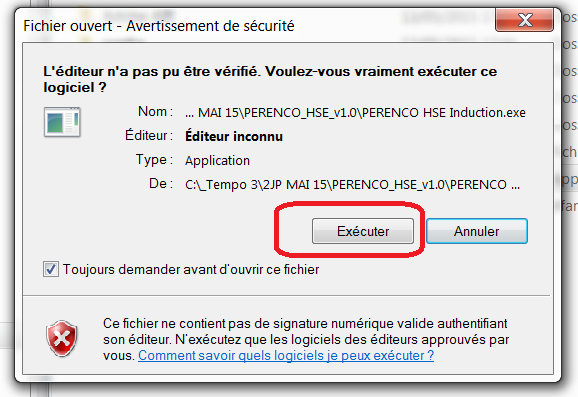 Fichier ouvert - Avertissement de sécurité
L'éditeur n'a pas pu être vérifié. Voulez-vous vraiment exécuter ce
logiciel ?
Nom : ... MAI 15\PERENCO_HSE_v1.0\PERENCO HSE Induction.exe
Éditeur : Éditeur inconnu
Type : Application
De : C:\_Tempo 3\2JP MAI 15\PERENCO_HSE_v1.0\PERENCO ...
Exécuter Annuler
Toujours demander avant d'ouvrir ce fichier
Ce fichier ne contient pas de signature numérique valide authentifiant
son éditeur. N'exécutez que les logiciels des éditeurs approuvés par
vous. Comment savoir quels logiciels je peux exécuter ?